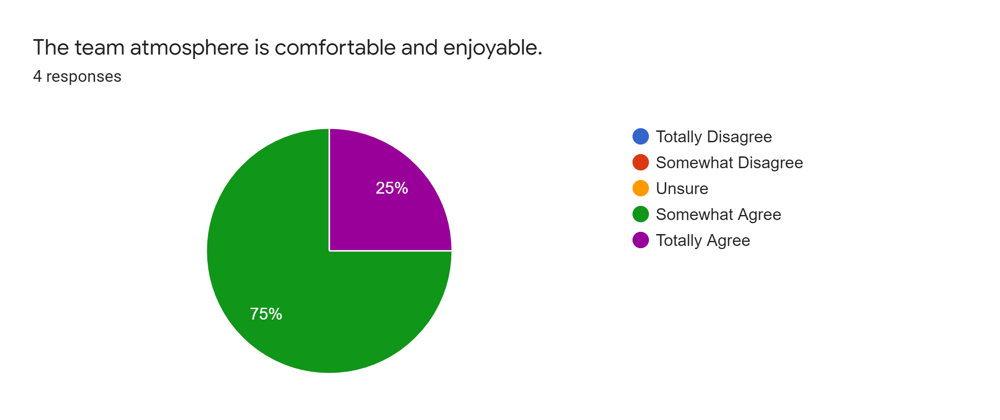 The team atmosphere is comfortable and enjoyable.
4 responses
25%
75%
Totally Disagree
Somewhat Disagree
Unsure
Somewhat Agree
Totally Agree